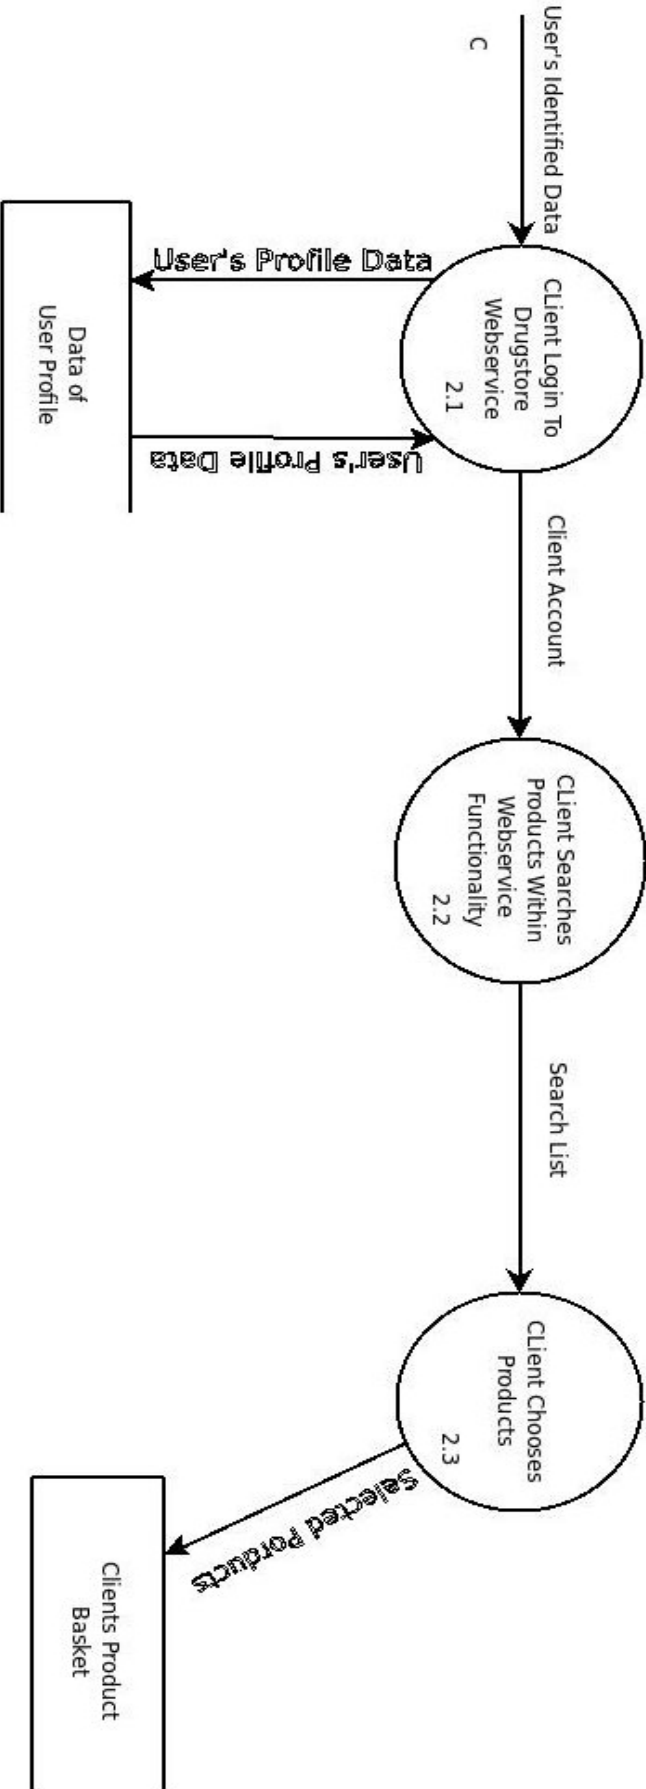 User's Identified Data
C
CLient Login To
Drugstore
Webservice
2.1
User's Profile Data
User's Profile Data
Data of
User Profile
Client Account
CLient Searches
Products Within
Webservice
Functionality
2.2
Search List
CLient Chooses
Products
2.3
Selected Porducts
Clients Product
Basket